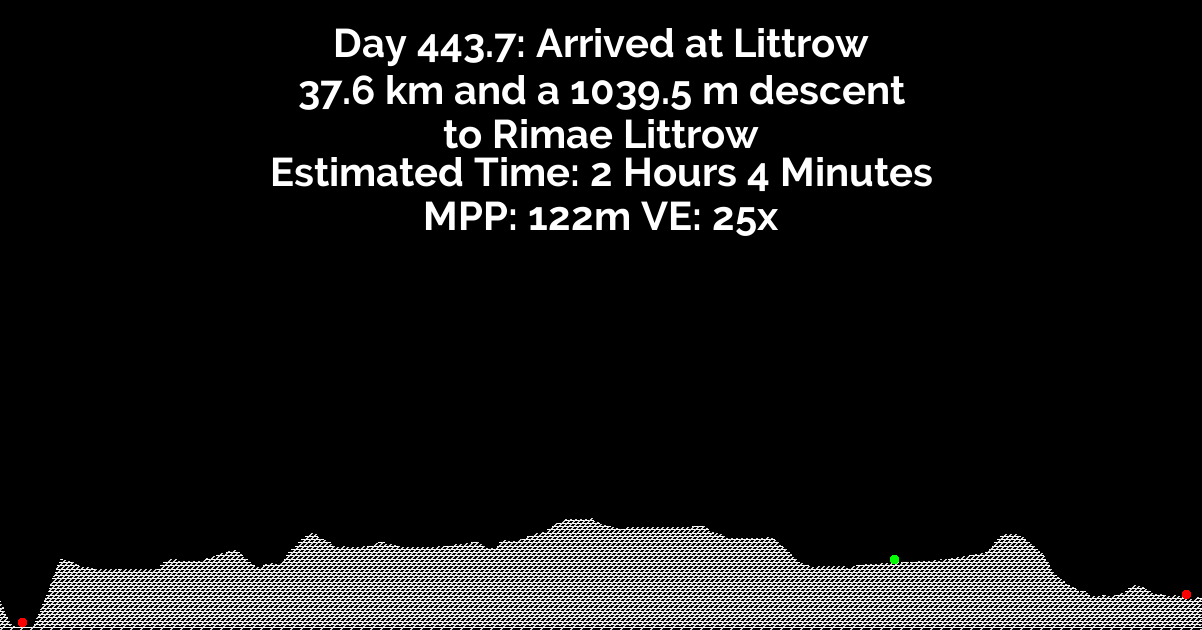 Day 443.7: Arrived at Littrow
37.6 km and a 1039.5 m descent
to Rimae Littrow
Estimated Time: 2 Hours 4 Minutes
MPP: 122m VE: 25x